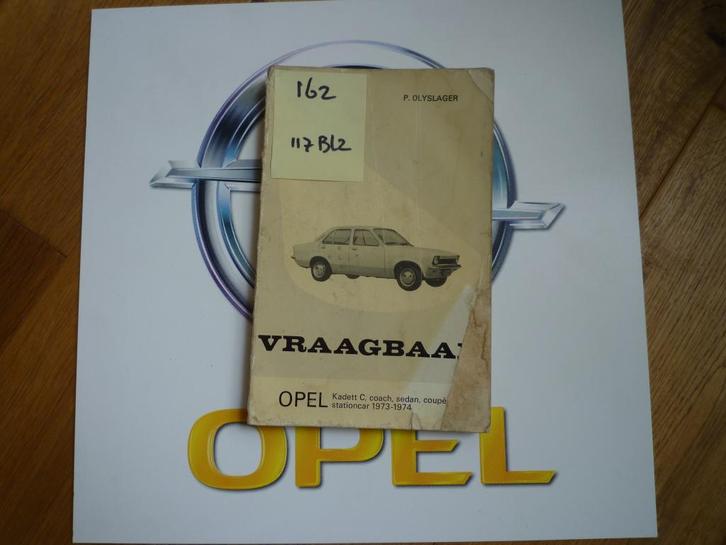 162
117 BLZ
P. OLYSLAGER
VRAAGBAA
OPEL Kadett C, coach, sedan, coupé
stationcar 1973-1974
OPEL